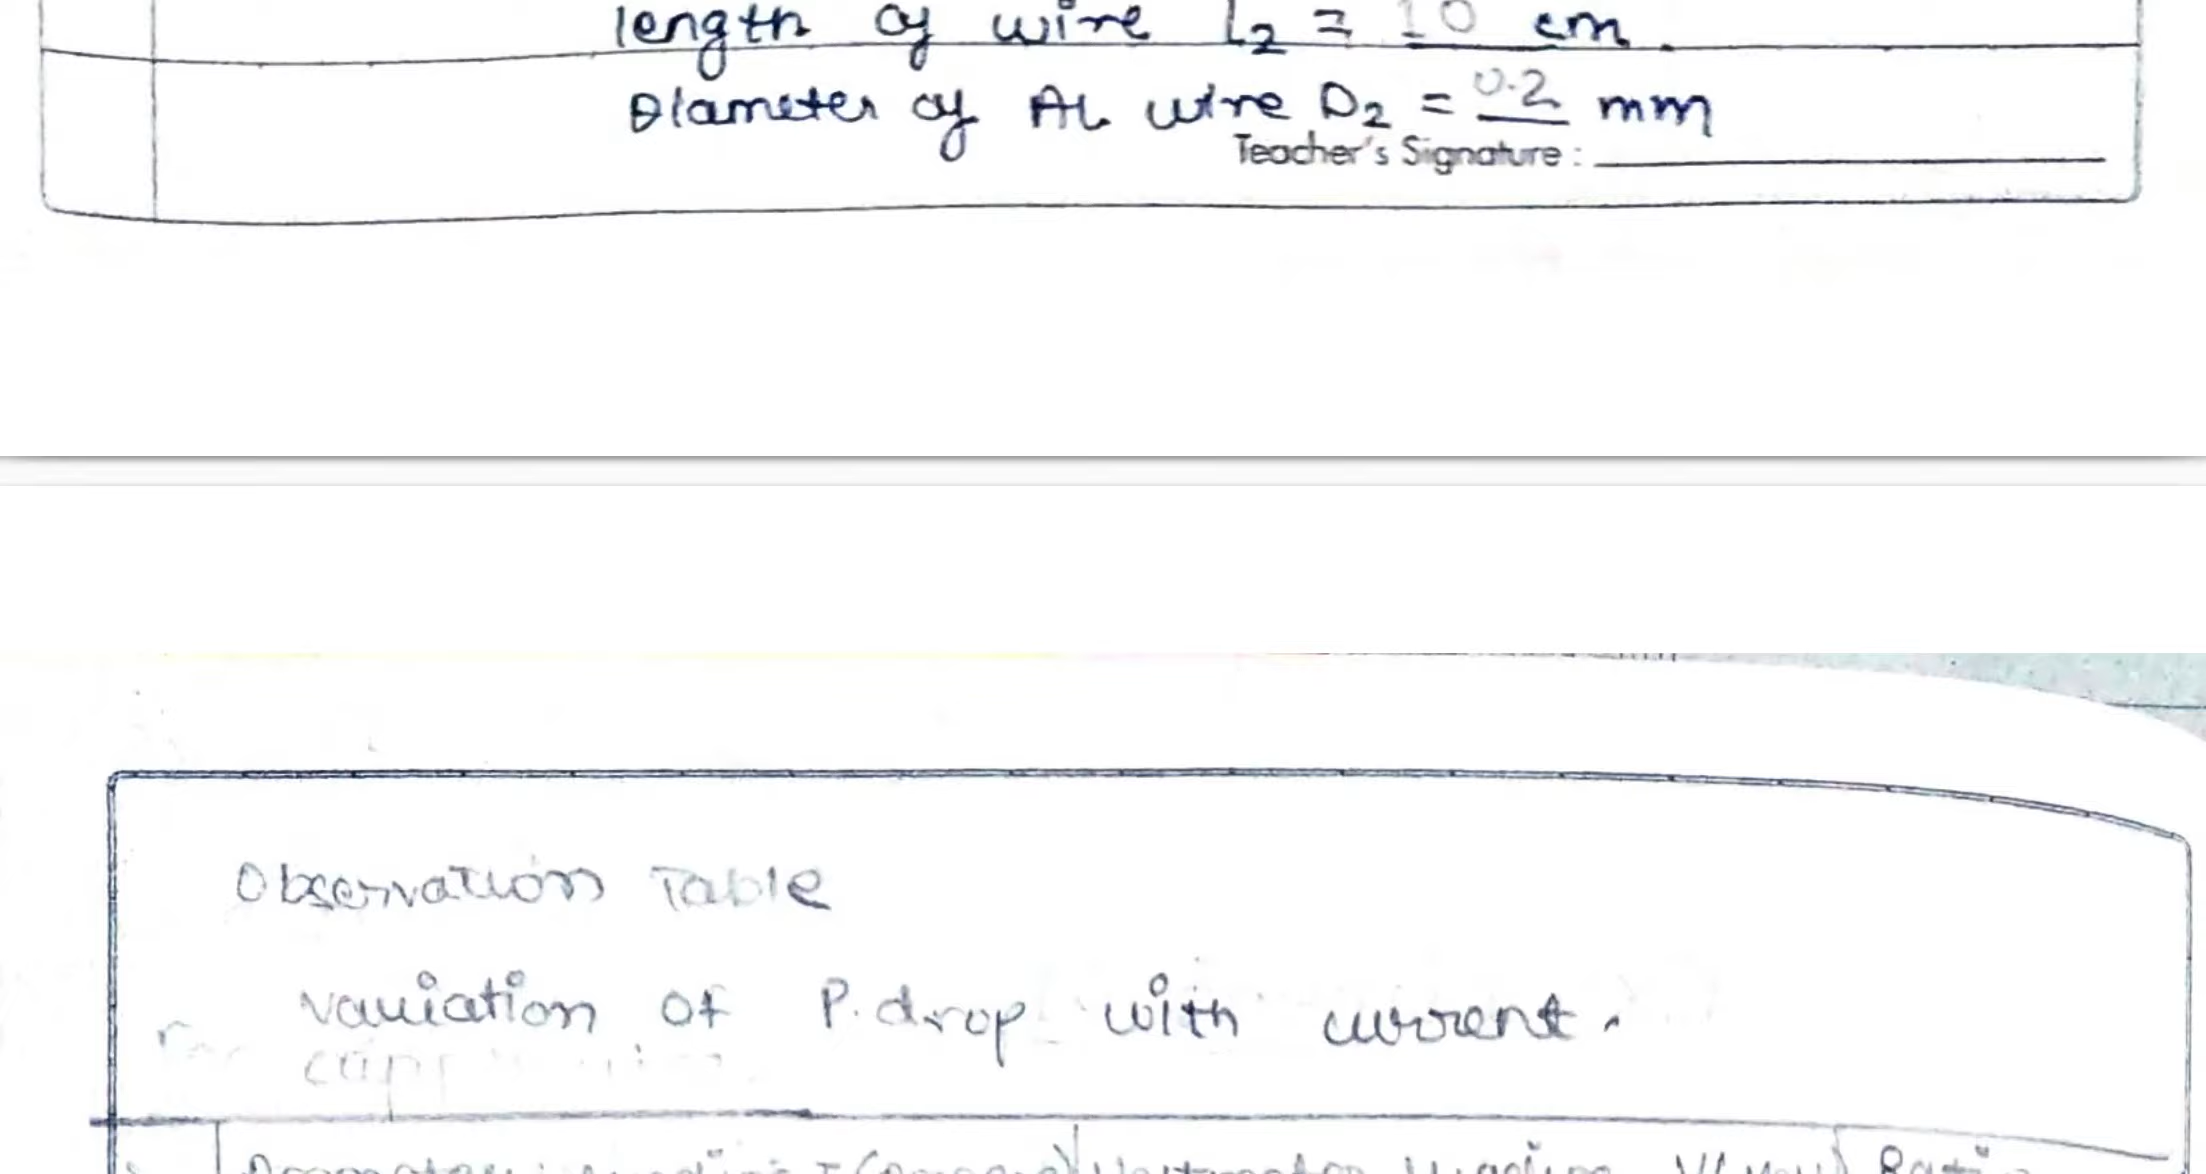 length of wire L2 = 10 cm.
Diameter of AL wire D2 = 0.2 mm
Teacher's Signature :
Observation Table
variation of P.drop with current.